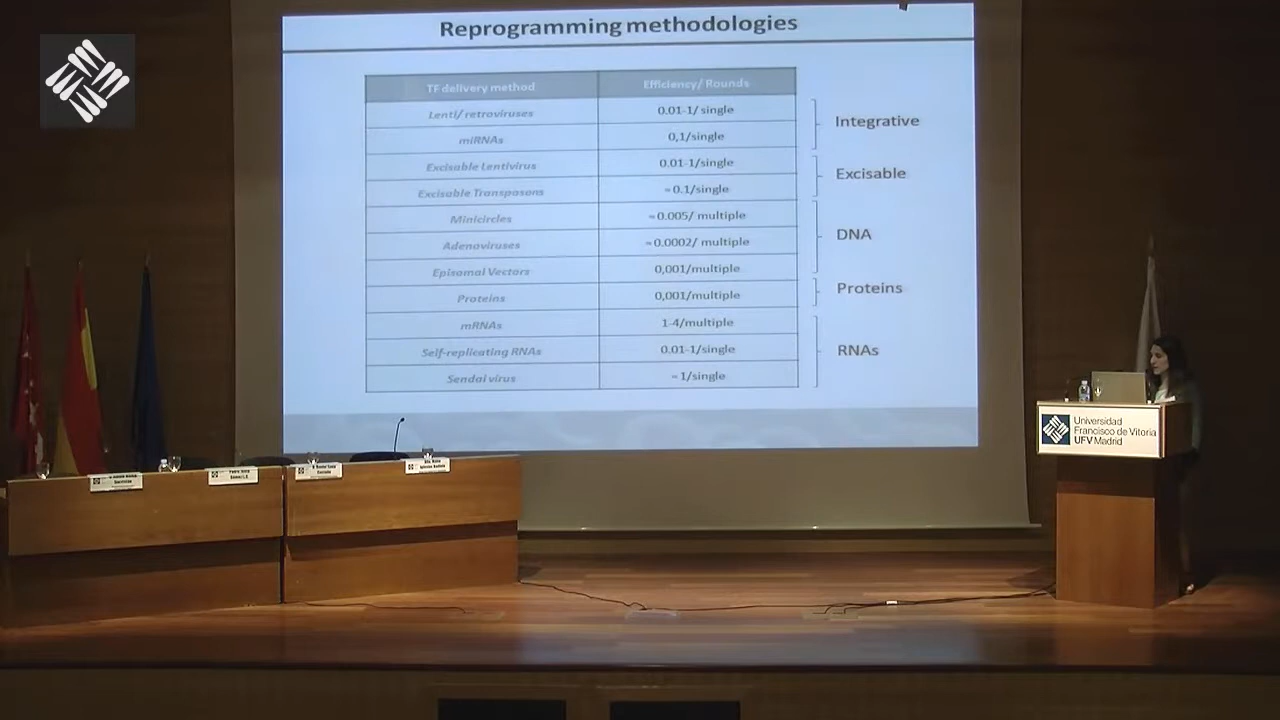 Reprogramming methodologies
TF delivery method Efficiency/ Rounds
Lenti/ retroviruses 0.01-1/ single
miRNAs 0,1/single
Integrative
Excisable Lentivirus 0.01-1/single
Excisable Transposons ≈0.1/single
Excisable
Minicircles ≈0.005/ multiple
Adenoviruses ≈0.0002/ multiple
Episomal Vectors 0,001/multiple
DNA
Proteins 0,001/multiple
Proteins
mRNAs 1-4/multiple
Self-replicating RNAs 0.01-1/single
Sendai virus ≈1/single
RNAs
Universidad
Francisco de Vitoria
UFV Madrid